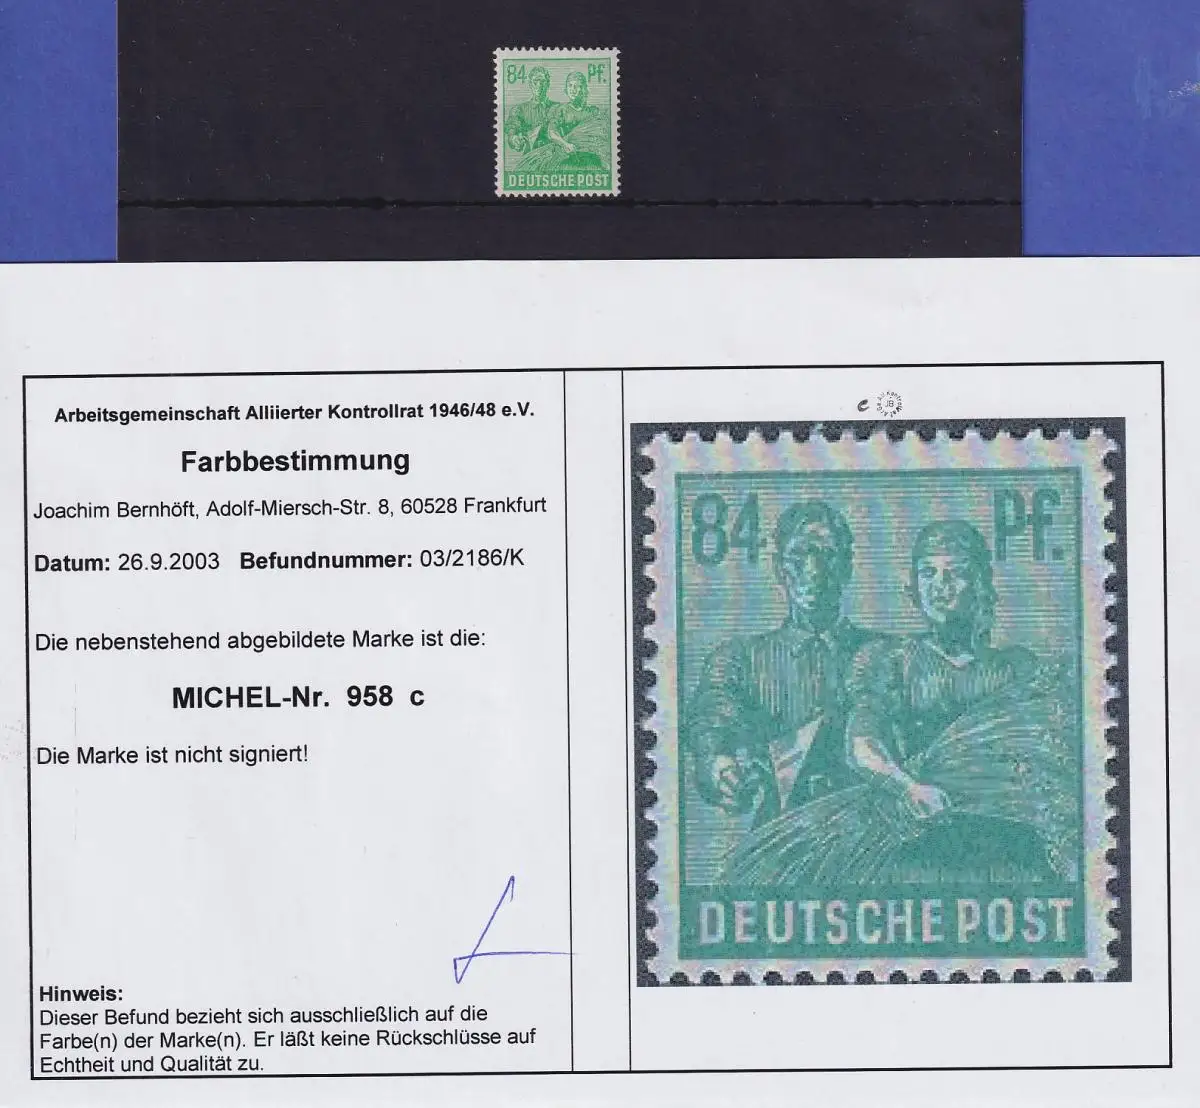 84 Pf.
DEUTSCHE POST
Arbeitsgemeinschaft Alliierter Kontrollrat 1946/48 e.V.
Farbbestimmung
Joachim Bernhöft, Adolf-Miersch-Str. 8, 60528 Frankfurt
Datum: 26.9.2003 Befundnummer: 03/2186/K
Die nebenstehend abgebildete Marke ist die:
MICHEL-Nr. 958 c
Die Marke ist nicht signiert!
Hinweis:
Dieser Befund bezieht sich ausschließlich auf die
Farbe(n) der Marke(n). Er läßt keine Rückschlüsse auf
Echtheit und Qualität zu.
c
JB
84 Pf.
DEUTSCHE POST